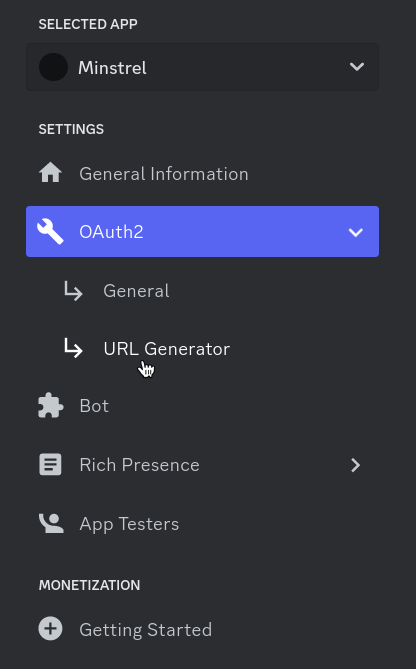 SELECTED APP
Minstrel
SETTINGS
General Information
OAuth2
General
URL Generator
Bot
Rich Presence
App Testers
MONETIZATION
Getting Started